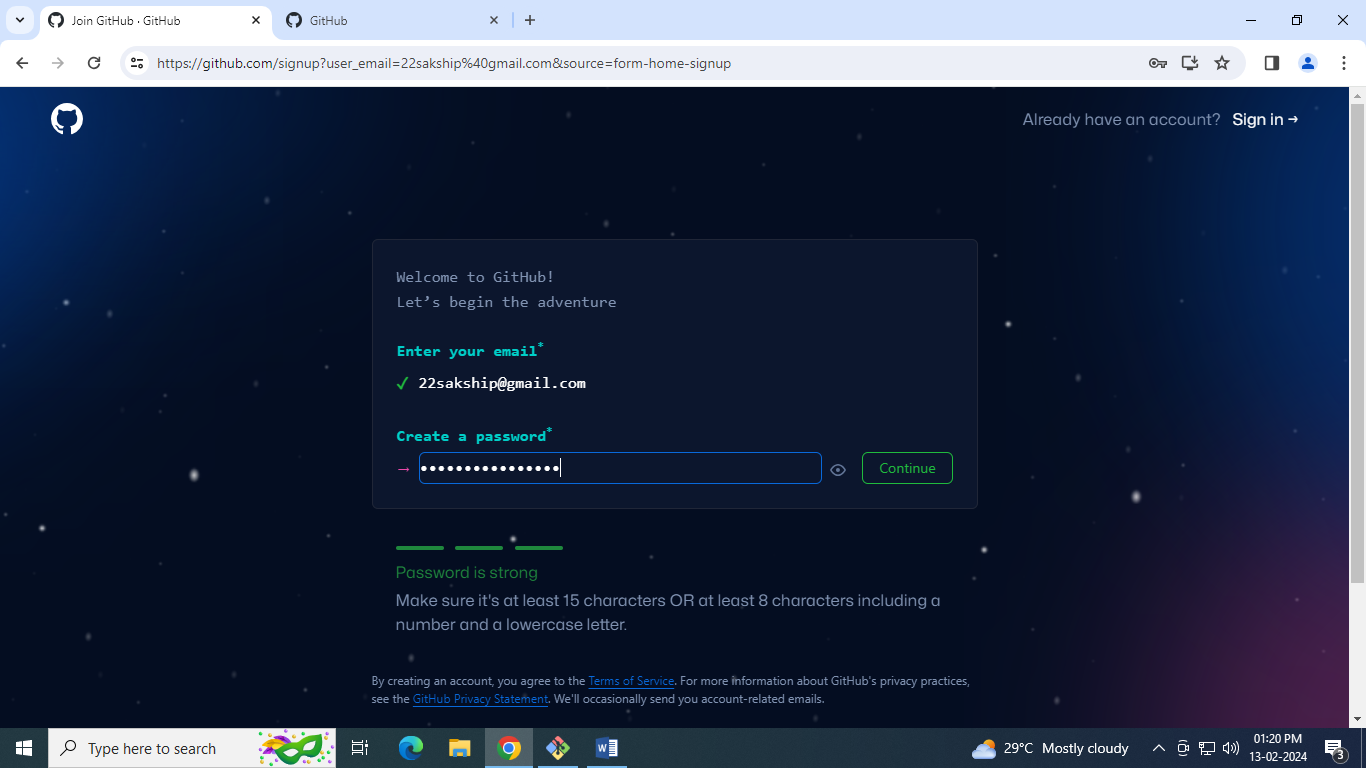 Join GitHub · GitHub
GitHub
https://github.com/signup?user_email=22sakship%40gmail.com&source=form-home-signup
Already have an account? Sign in →
Welcome to GitHub!
Let’s begin the adventure
Enter your email*
✓ 22sakship@gmail.com
Create a password*
→ •••••••••••••••• Continue
Password is strong
Make sure it's at least 15 characters OR at least 8 characters including a
number and a lowercase letter.
By creating an account, you agree to the Terms of Service. For more information about GitHub's privacy practices,
see the GitHub Privacy Statement. We'll occasionally send you account-related emails.
Type here to search
29°C Mostly cloudy
01:20 PM
13-02-2024
3